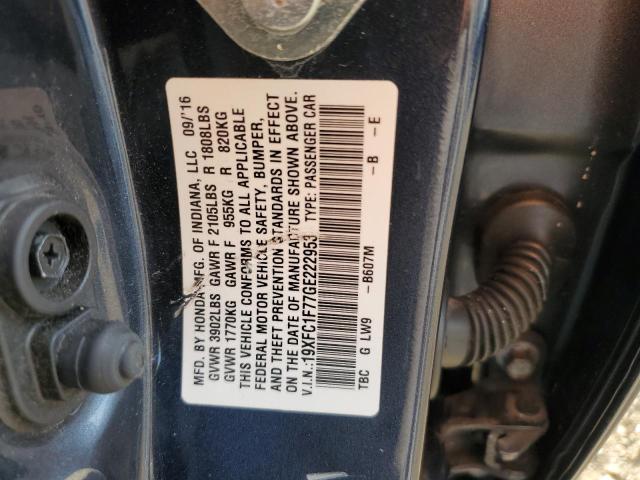 MFD. BY HONDA MFG. OF INDIANA, LLC 09/'16
GVWR 3902LBS GAWR F 2105LBS R 1808LBS
GVWR 1770KG GAWR F 955KG R 820KG
THIS VEHICLE CONFORMS TO ALL APPLICABLE
FEDERAL MOTOR VEHICLE SAFETY, BUMPER,
AND THEFT PREVENTION STANDARDS IN EFFECT
ON THE DATE OF MANUFACTURE SHOWN ABOVE.
V.I.N.:19XFC1F77GE222953 TYPE: PASSENGER CAR
TBC G LW9 -B607M -B -E